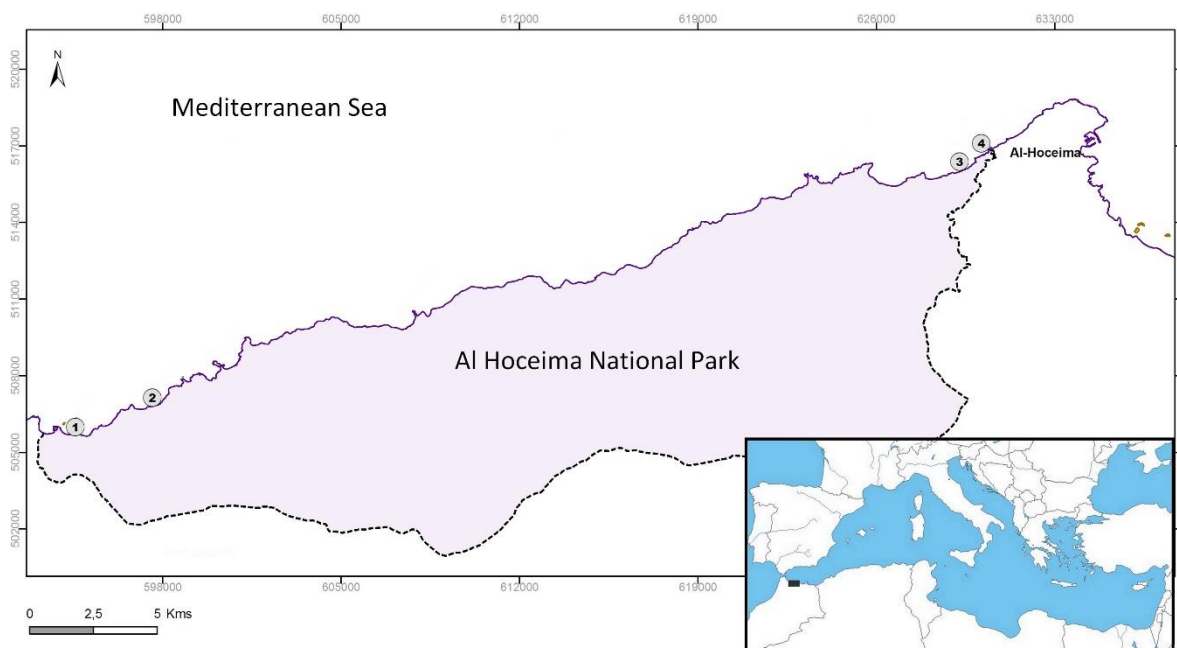 598000 605000 612000 619000 626000 633000
520000
N
Mediterranean Sea
517000
4
3
Al-Hoceima
514000
511000
Al Hoceima National Park
508000
2
1
505000
502000
598000 605000 612000 619000
0 2,5 5 Kms